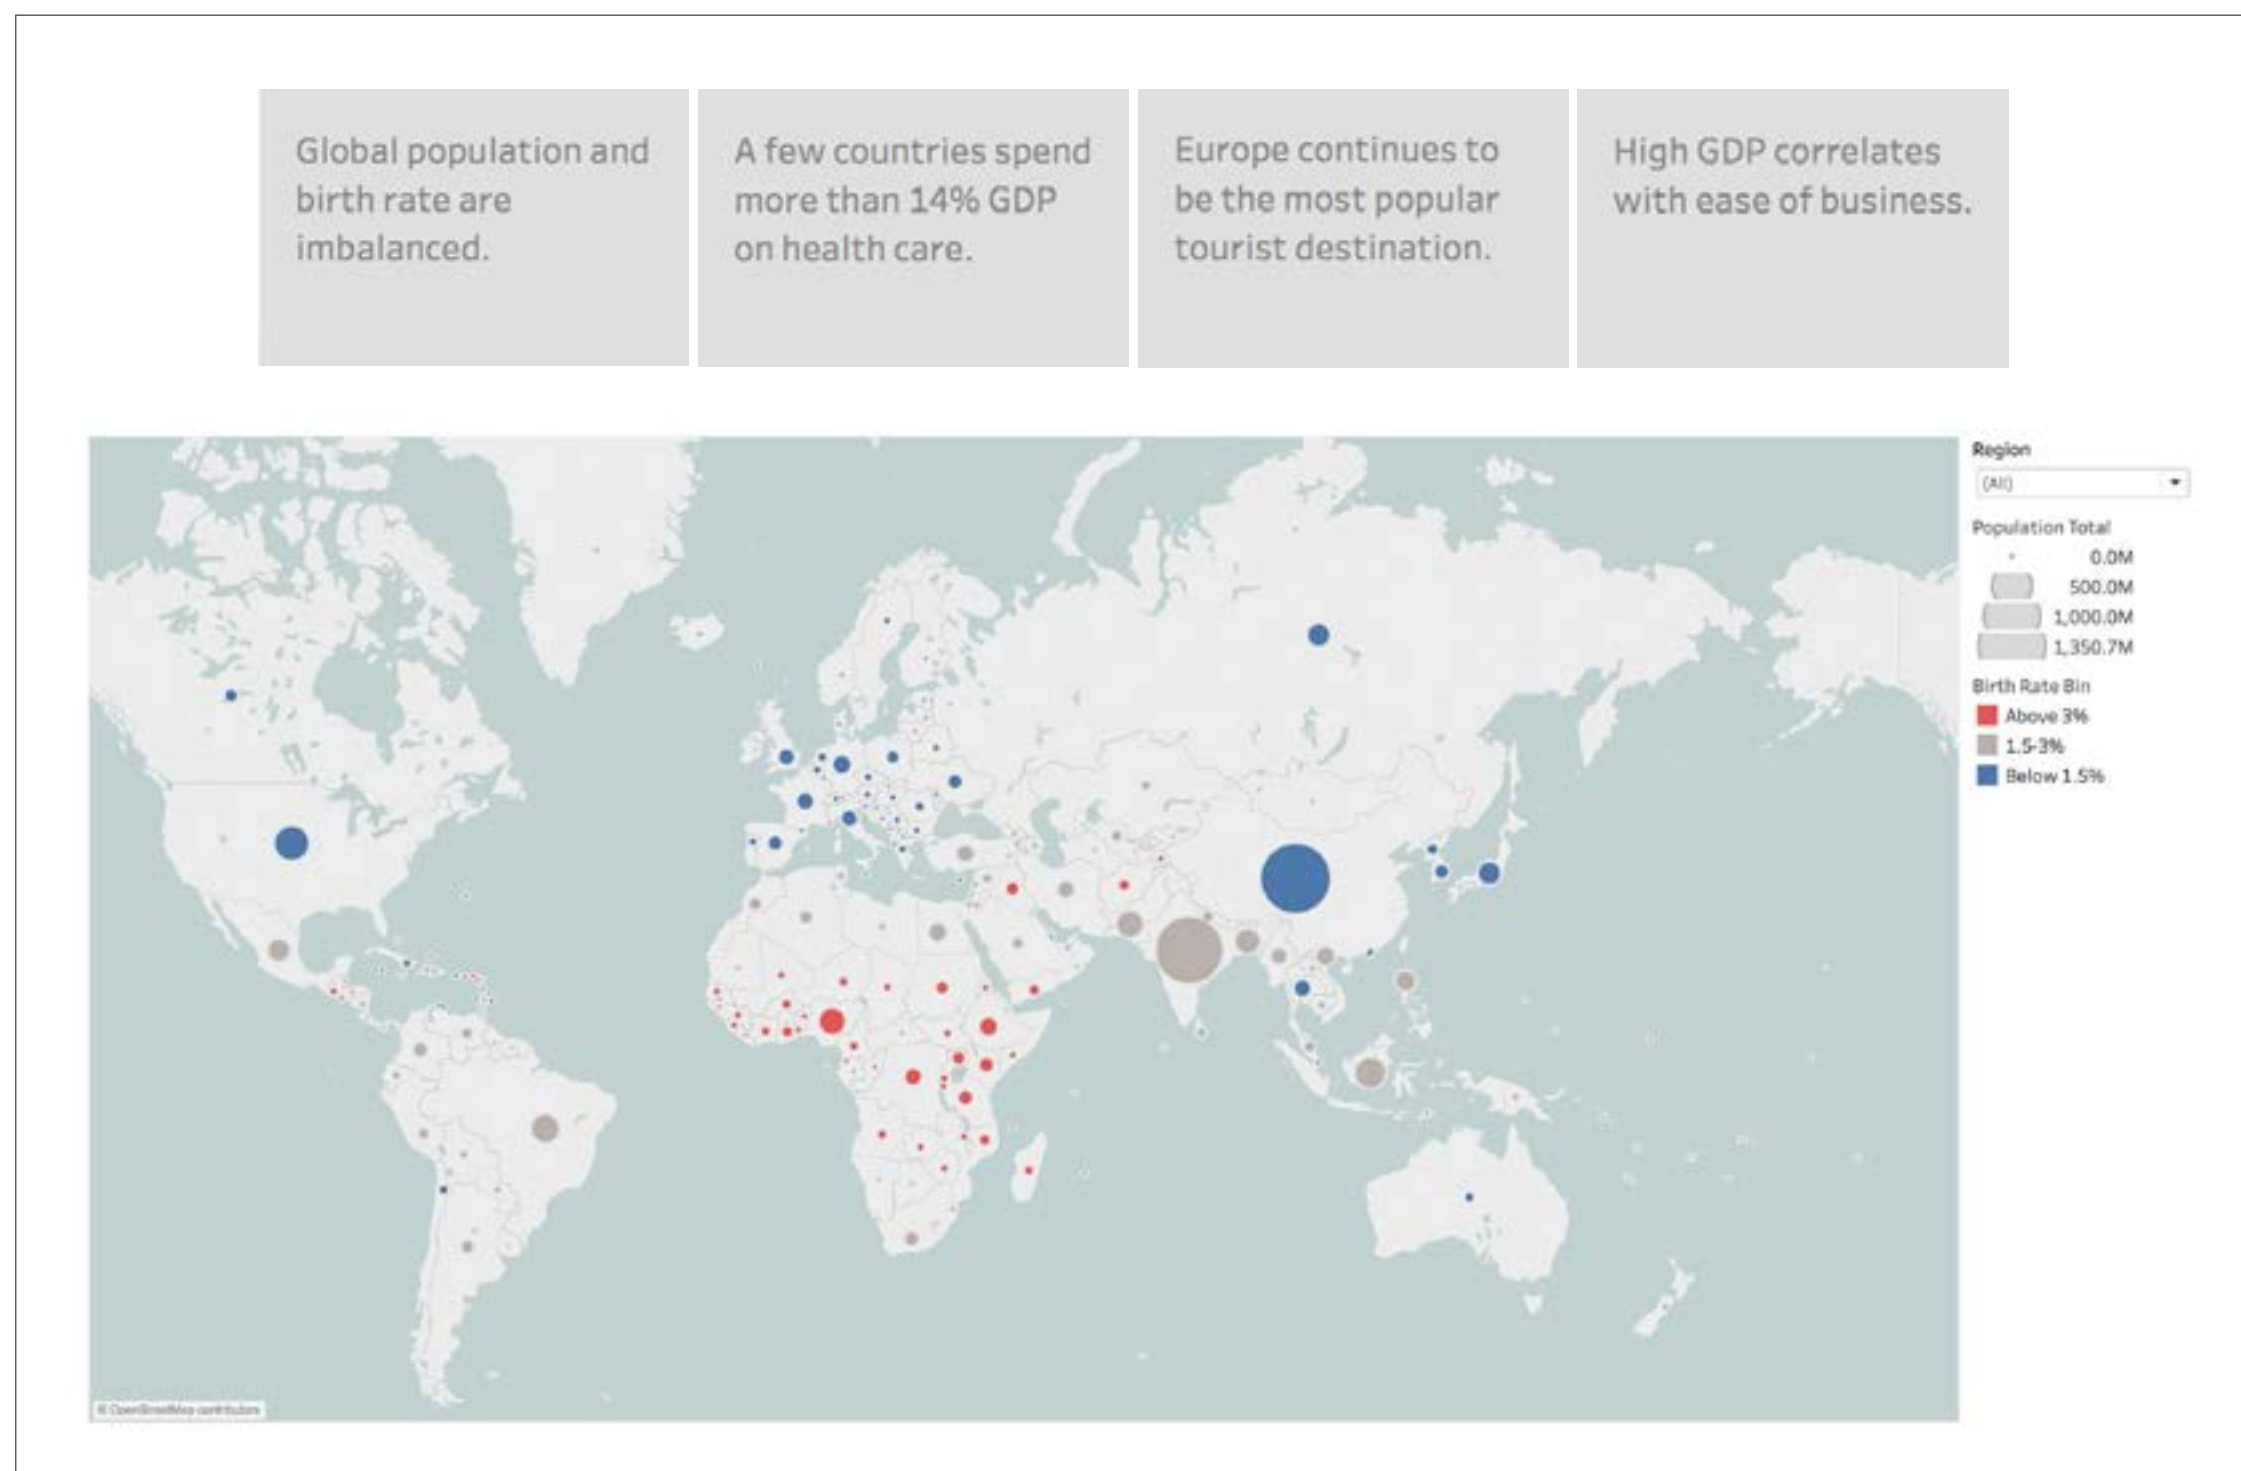 Global population and
birth rate are
imbalanced.
A few countries spend
more than 14% GDP
on health care.
Europe continues to
be the most popular
tourist destination.
High GDP correlates
with ease of business.
Region
(All)
Population Total
0.0M
500.0M
1,000.0M
1,350.7M
Birth Rate Bin
Above 3%
1.5-3%
Below 1.5%
© OpenStreetMap contributors